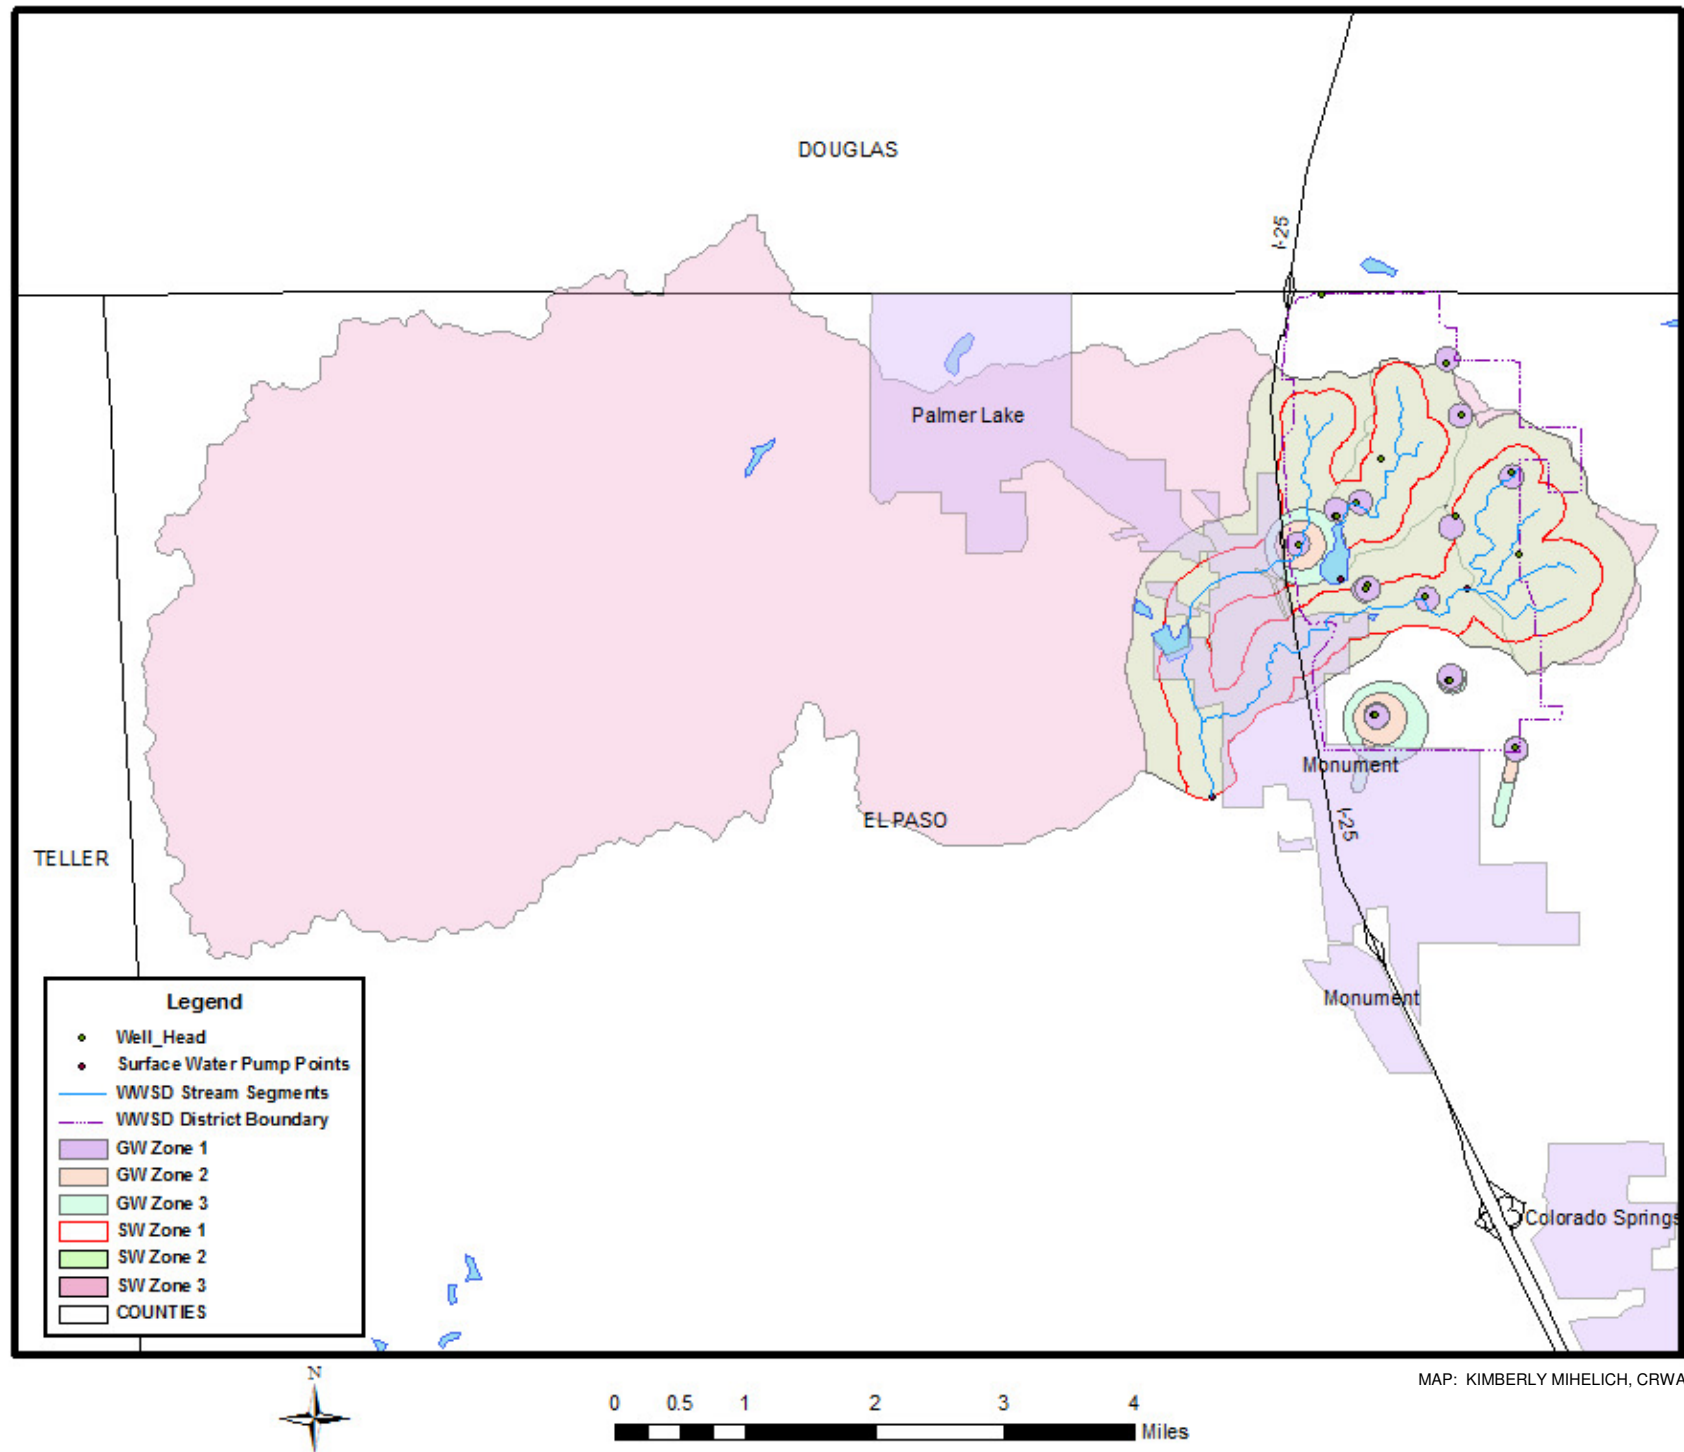 DOUGLAS
I-25
Palmer Lake
Monument
EL PASO
I-25
TELLER
Monument
Legend
Well_Head
Surface Water Pump Points
WWSD Stream Segments
WWSD District Boundary
GW Zone 1
GW Zone 2
GW Zone 3
SW Zone 1
SW Zone 2
SW Zone 3
COUNTIES
Colorado Springs
MAP: KIMBERLY MIHELICH, CRWA
N
0 0.5 1 2 3 4
Miles